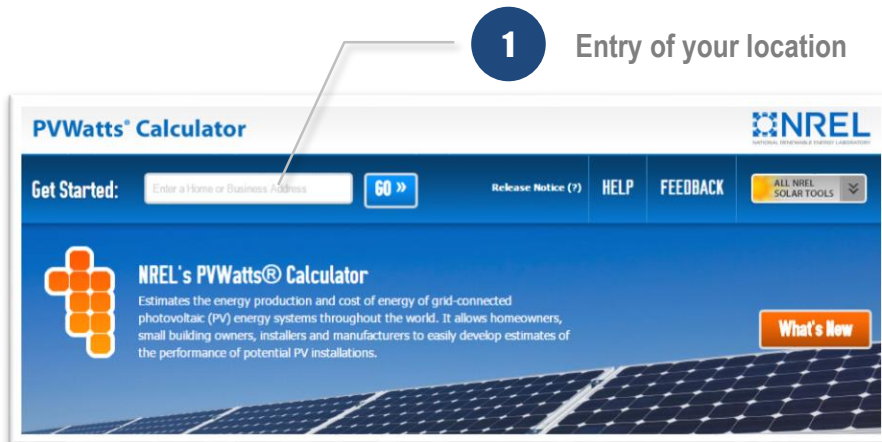 1 Entry of your location
PVWatts® Calculator
NREL
NATIONAL RENEWABLE ENERGY LABORATORY
Get Started:
Enter a Home or Business Address
GO »
Release Notice (?)
HELP
FEEDBACK
ALL NREL
SOLAR TOOLS
NREL's PVWatts® Calculator
Estimates the energy production and cost of energy of grid-connected
photovoltaic (PV) energy systems throughout the world. It allows homeowners,
small building owners, installers and manufacturers to easily develop estimates of
the performance of potential PV installations.
What's New